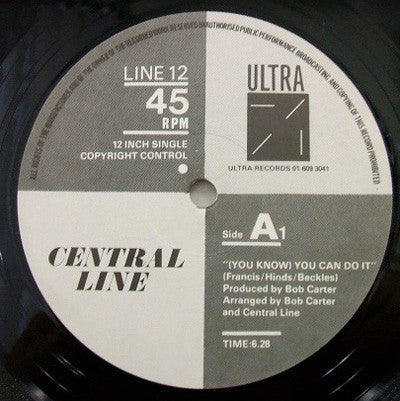 ALL RIGHTS OF THE MANUFACTURER AND OF THE OWNER OF THE RECORDED WORK RESERVED UNAUTHORISED PUBLIC PERFORMANCE BROADCASTING AND COPYING OF THIS RECORD PROHIBITED
LINE 12
45
RPM
12 INCH SINGLE
COPYRIGHT CONTROL
ULTRA
ULTRA RECORDS 01 609 3041
CENTRAL
LINE
Side A1
"(YOU KNOW) YOU CAN DO IT"
(Francis/Hinds/Beckles)
Produced by Bob Carter
Arranged by Bob Carter
and Central Line
TIME:6.28